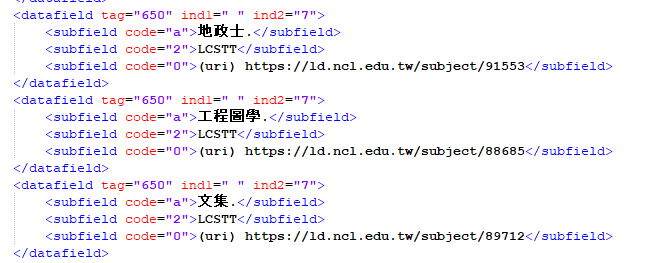 </datafield>
<datafield tag="650" ind1=" " ind2="7">
<subfield code="a">地政士.</subfield>
<subfield code="2">LCSTT</subfield>
<subfield code="0">(uri) https://ld.ncl.edu.tw/subject/91553</subfield>
</datafield>
<datafield tag="650" ind1=" " ind2="7">
<subfield code="a">工程圖學.</subfield>
<subfield code="2">LCSTT</subfield>
<subfield code="0">(uri) https://ld.ncl.edu.tw/subject/88685</subfield>
</datafield>
<datafield tag="650" ind1=" " ind2="7">
<subfield code="a">文集.</subfield>
<subfield code="2">LCSTT</subfield>
<subfield code="0">(uri) https://ld.ncl.edu.tw/subject/89712</subfield>
</datafield>